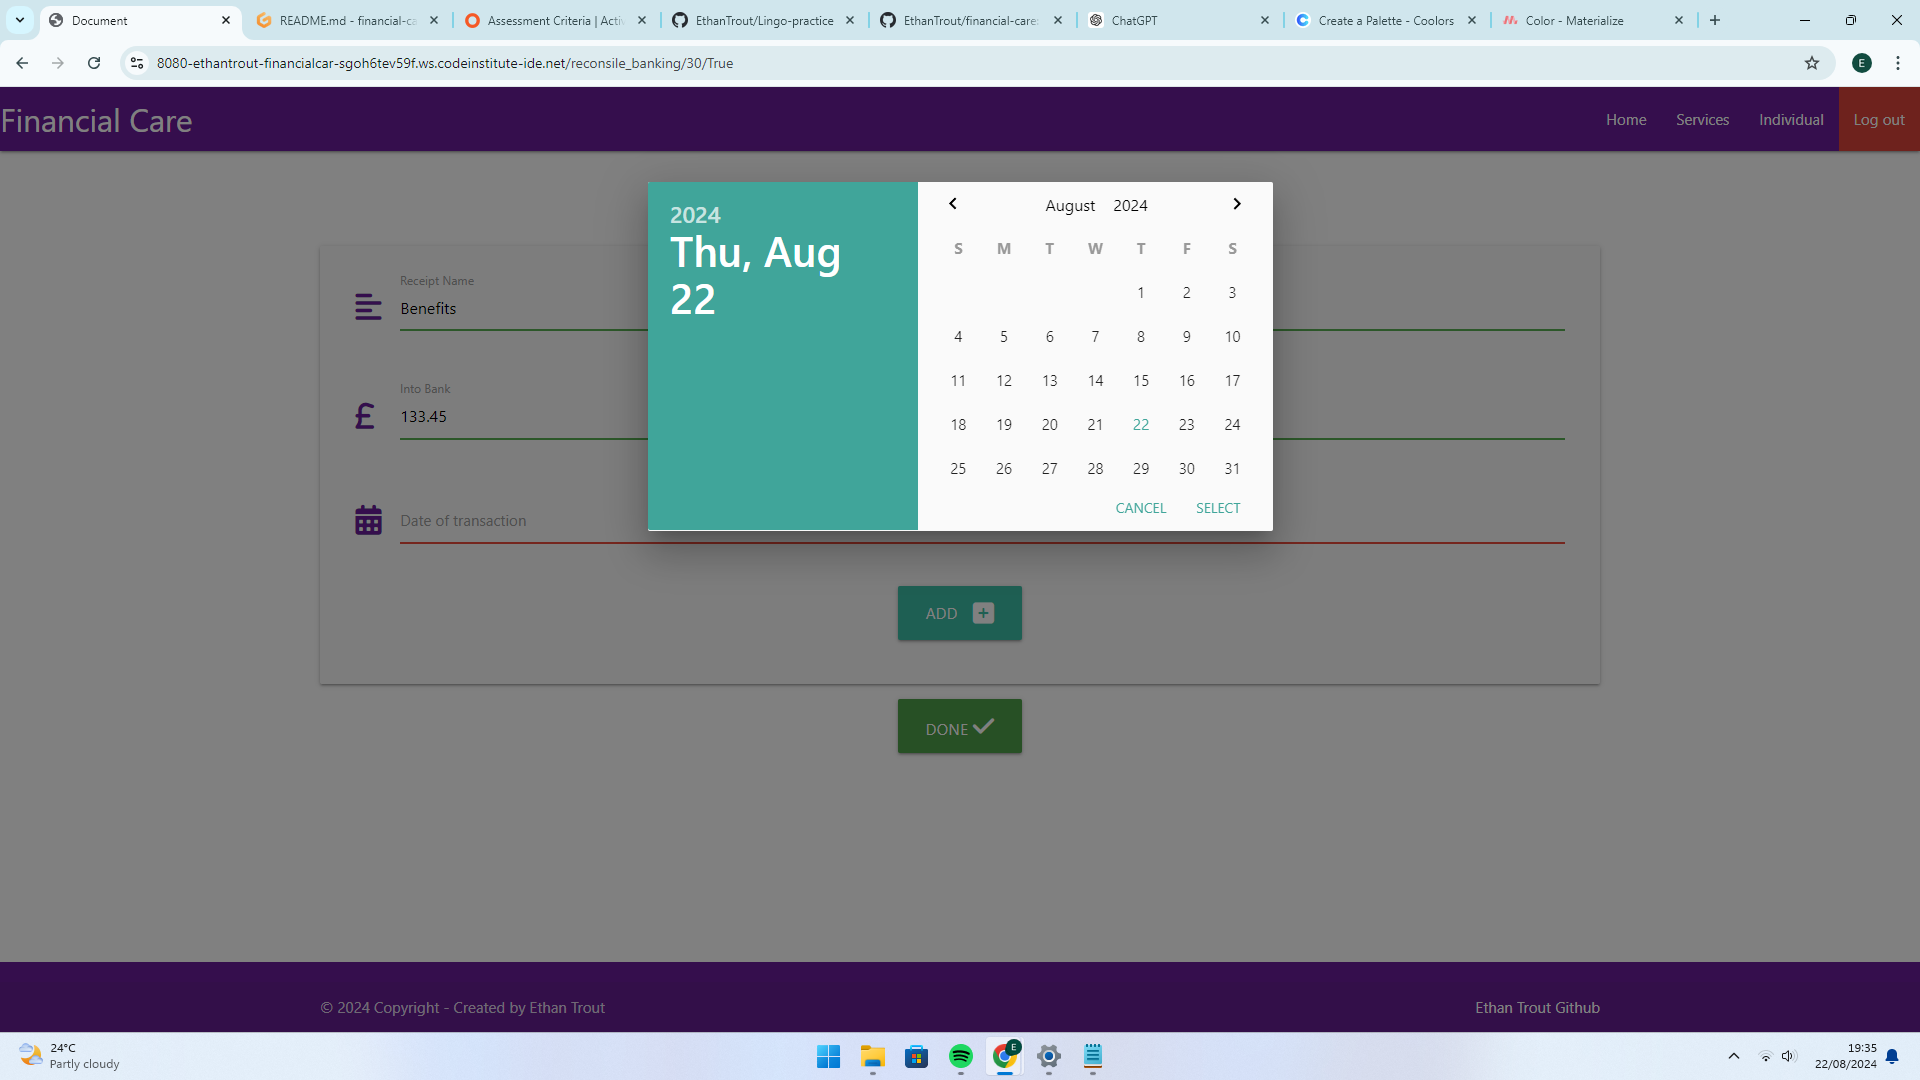 Document
README.md - financial-ca
Assessment Criteria | Activ
EthanTrout/Lingo-practice
EthanTrout/financial-care
ChatGPT
Create a Palette - Coolors
Color - Materialize
8080-ethantrout-financialcar-sgoh6tev59f.ws.codeinstitute-ide.net/reconsile_banking/30/True
E
Financial Care
Home Services Individual Log out
2024
Thu, Aug
22
August 2024
S M T W T F S
1 2 3
4 5 6 7 8 9 10
11 12 13 14 15 16 17
18 19 20 21 22 23 24
25 26 27 28 29 30 31
CANCEL SELECT
Receipt Name
Benefits
Into Bank
£ 133.45
Date of transaction
ADD
DONE
© 2024 Copyright - Created by Ethan Trout
Ethan Trout Github
24°C
Partly cloudy
E
19:35
22/08/2024